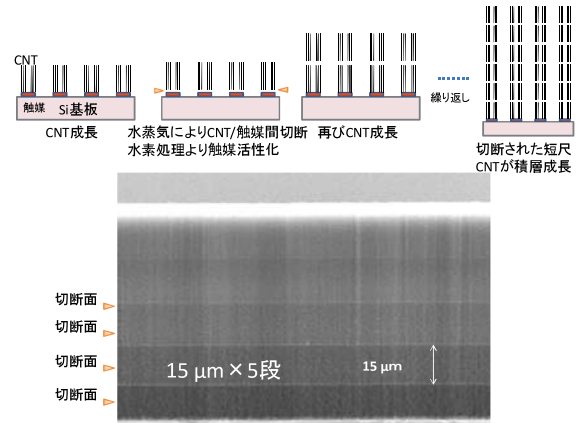 CNT
触媒 Si基板
CNT成長
水蒸気によりCNT/触媒間切断
水素処理より触媒活性化
再びCNT成長
繰り返し
切断された短尺
CNTが積層成長
切断面
切断面
切断面
切断面
15 μm×5段
15 μm